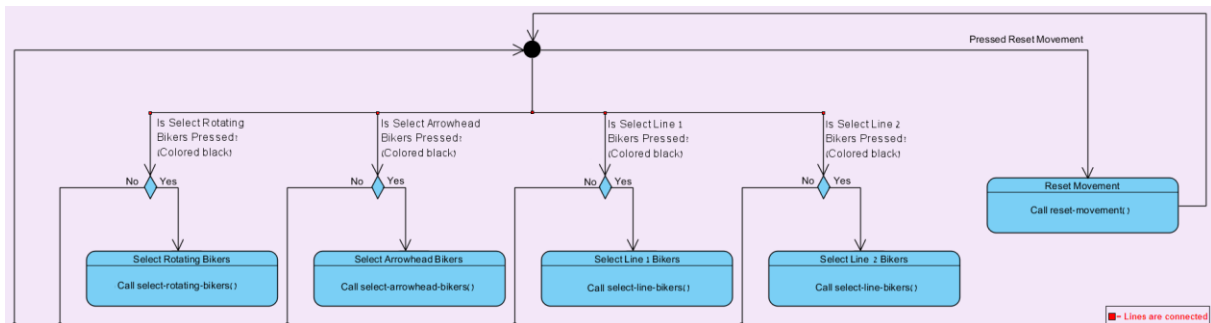 Pressed Reset Movement
Is Select Rotating
Bikers Pressed?
(Colored black)
Is Select Arrowhead
Bikers Pressed?
(Colored black)
Is Select Line 1
Bikers Pressed?
(Colored black)
Is Select Line 2
Bikers Pressed?
(Colored black)
No
Yes
No
Yes
No
Yes
No
Yes
Reset Movement
Call reset-movement()
Select Rotating Bikers
Call select-rotating-bikers()
Select Arrowhead Bikers
Call select-arrowhead-bikers()
Select Line 1 Bikers
Call select-line-bikers()
Select Line 2 Bikers
Call select-line-bikers()
= Lines are connected